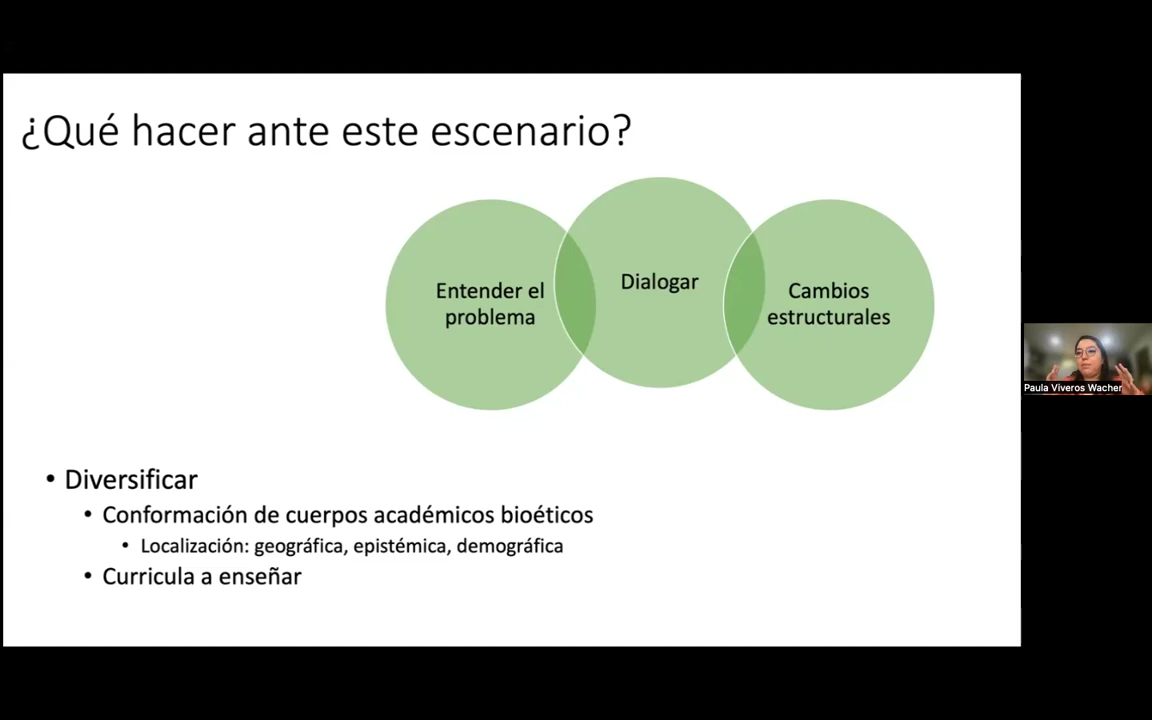 ¿Qué hacer ante este escenario?
Entender el
problema
Dialogar
Cambios
estructurales
• Diversificar
• Conformación de cuerpos académicos bioéticos
• Localización: geográfica, epistémica, demográfica
• Curricula a enseñar
Paula Viveros Wacher